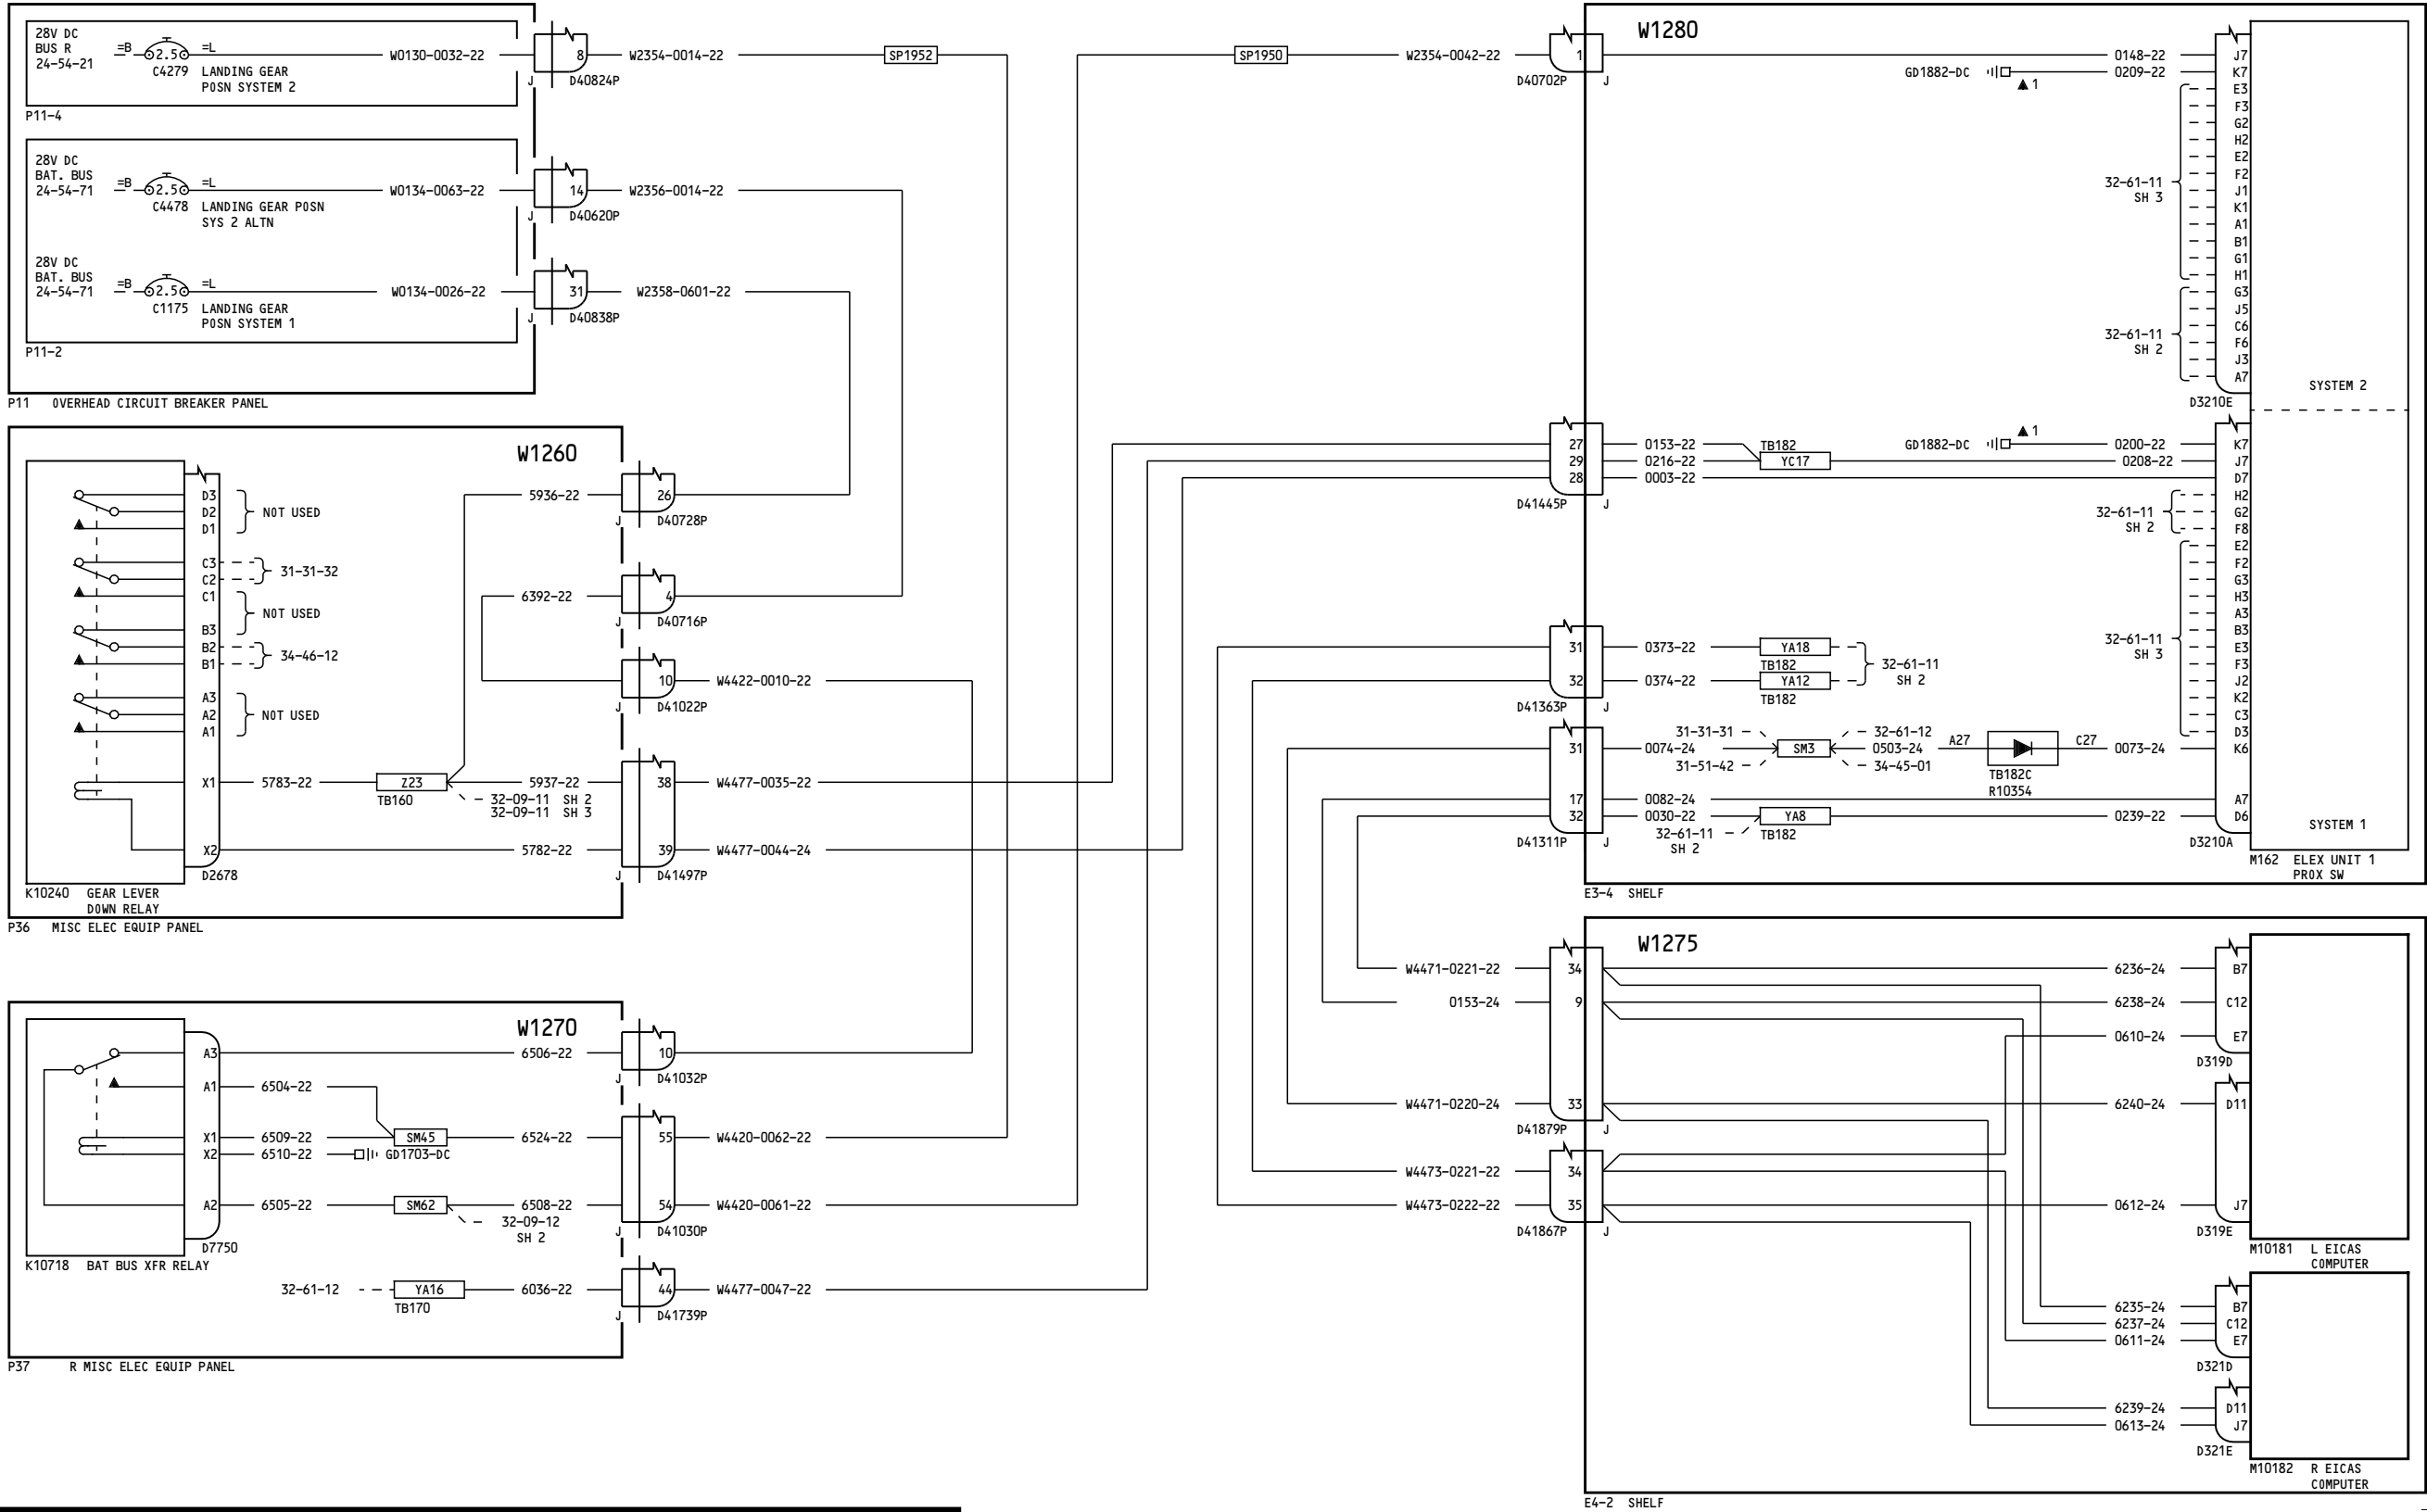 28V DC
BUS R
24-54-21
=B
2.5
=L
C4279
LANDING GEAR
POSN SYSTEM 2
W0130-0032-22
8
J
D40824P
W2354-0014-22
SP1952
P11-4
28V DC
BAT. BUS
24-54-71
=B
2.5
=L
C4478
LANDING GEAR POSN
SYS 2 ALTN
W0134-0063-22
14
J
D40620P
W2356-0014-22
28V DC
BAT. BUS
24-54-71
=B
2.5
=L
C1175
LANDING GEAR
POSN SYSTEM 1
W0134-0026-22
31
J
D40838P
W2358-0601-22
P11-2
P11 OVERHEAD CIRCUIT BREAKER PANEL
W1260
D3
D2
D1
NOT USED
C3
C2
31-31-32
C1
B3
NOT USED
B2
B1
34-46-12
A3
A2
A1
NOT USED
X1
5783-22
Z23
TB160
5936-22
26
J
D40728P
6392-22
4
D40716P
10
J
D41022P
W4422-0010-22
5937-22
32-09-11 SH 2
32-09-11 SH 3
38
W4477-0035-22
X2
5782-22
39
W4477-0044-24
J
D41497P
D2678
K10240 GEAR LEVER
DOWN RELAY
P36 MISC ELEC EQUIP PANEL
W1270
A3
6506-22
10
J
D41032P
A1
6504-22
X1
6509-22
SM45
6524-22
55
W4420-0062-22
X2
6510-22
GD1703-DC
A2
6505-22
SM62
6508-22
32-09-12
SH 2
54
W4420-0061-22
J
D41030P
D7750
K10718 BAT BUS XFR RELAY
32-61-12
YA16
TB170
6036-22
44
W4477-0047-22
J
D41739P
P37 R MISC ELEC EQUIP PANEL
SP1950
W2354-0042-22
1
D40702P
J
W1280
0148-22
J7
GD1882-DC
1
0209-22
K7
E3
F3
G2
H2
E2
F2
J1
K1
A1
B1
G1
H1
32-61-11
SH 3
G3
J5
C6
F6
J3
A7
32-61-11
SH 2
SYSTEM 2
D3210E
27
29
28
D41445P
J
0153-22
0216-22
0003-22
TB182
YC17
GD1882-DC
1
0200-22
0208-22
K7
J7
D7
H2
G2
F8
32-61-11
SH 2
E2
F2
G3
H3
A3
B3
E3
F3
J2
K2
C3
D3
32-61-11
SH 3
31
32
D41363P
J
0373-22
YA18
TB182
0374-22
YA12
TB182
32-61-11
SH 2
31
0074-24
31-31-31
31-51-42
SM3
32-61-12
0503-24
34-45-01
A27
C27
TB182C
R10354
0073-24
K6
17
0082-24
A7
32
0030-22
32-61-11
SH 2
YA8
TB182
0239-22
D6
D41311P
J
SYSTEM 1
D3210A
M162 ELEX UNIT 1
PROX SW
E3-4 SHELF
W1275
W4471-0221-22
34
6236-24
B7
0153-24
9
6238-24
C12
0610-24
E7
D319D
W4471-0220-24
33
6240-24
D11
D41879P
J
W4473-0221-22
34
W4473-0222-22
35
0612-24
J7
D41867P
J
D319E
M10181 L EICAS
COMPUTER
6235-24
B7
6237-24
C12
0611-24
E7
D321D
6239-24
D11
0613-24
J7
D321E
M10182 R EICAS
COMPUTER
E4-2 SHELF